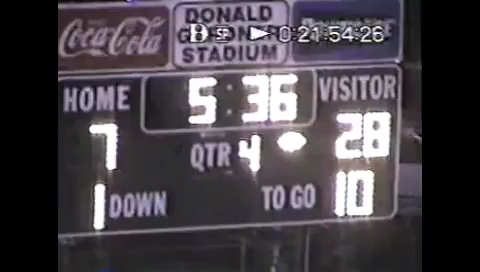 Coca-Cola
DONALD
STADIUM
SP 0:21:54:26
HOME 5:36 VISITOR
7 QTR 4 28
1 DOWN TO GO 10